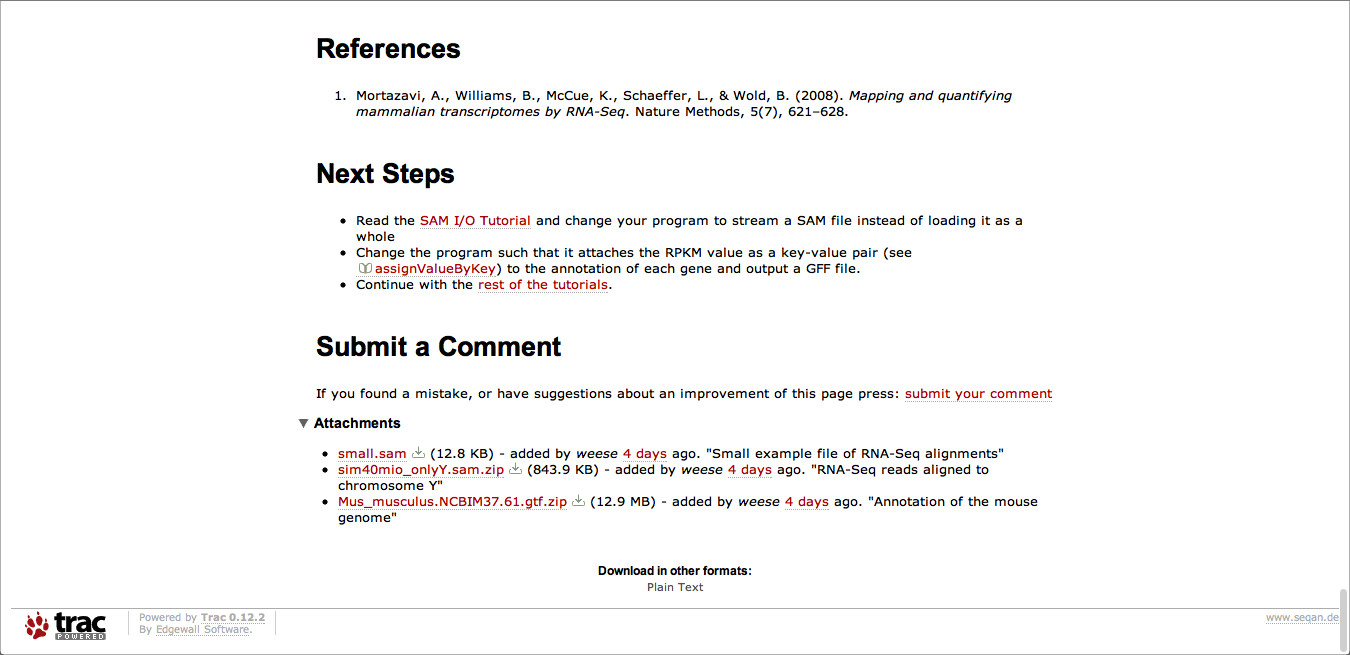 References
1. Mortazavi, A., Williams, B., McCue, K., Schaeffer, L., & Wold, B. (2008). Mapping and quantifying
mammalian transcriptomes by RNA-Seq. Nature Methods, 5(7), 621–628.
Next Steps
• Read the SAM I/O Tutorial and change your program to stream a SAM file instead of loading it as a
whole
• Change the program such that it attaches the RPKM value as a key-value pair (see
assignValueByKey) to the annotation of each gene and output a GFF file.
• Continue with the rest of the tutorials.
Submit a Comment
If you found a mistake, or have suggestions about an improvement of this page press: submit your comment
▼ Attachments
• small.sam (12.8 KB) - added by weese 4 days ago. "Small example file of RNA-Seq alignments"
• sim40mio_onlyY.sam.zip (843.9 KB) - added by weese 4 days ago. "RNA-Seq reads aligned to
chromosome Y"
• Mus_musculus.NCBIM37.61.gtf.zip (12.9 MB) - added by weese 4 days ago. "Annotation of the mouse
genome"
Download in other formats:
Plain Text
trac
POWERED
Powered by Trac 0.12.2
By Edgewall Software.
www.seqan.de